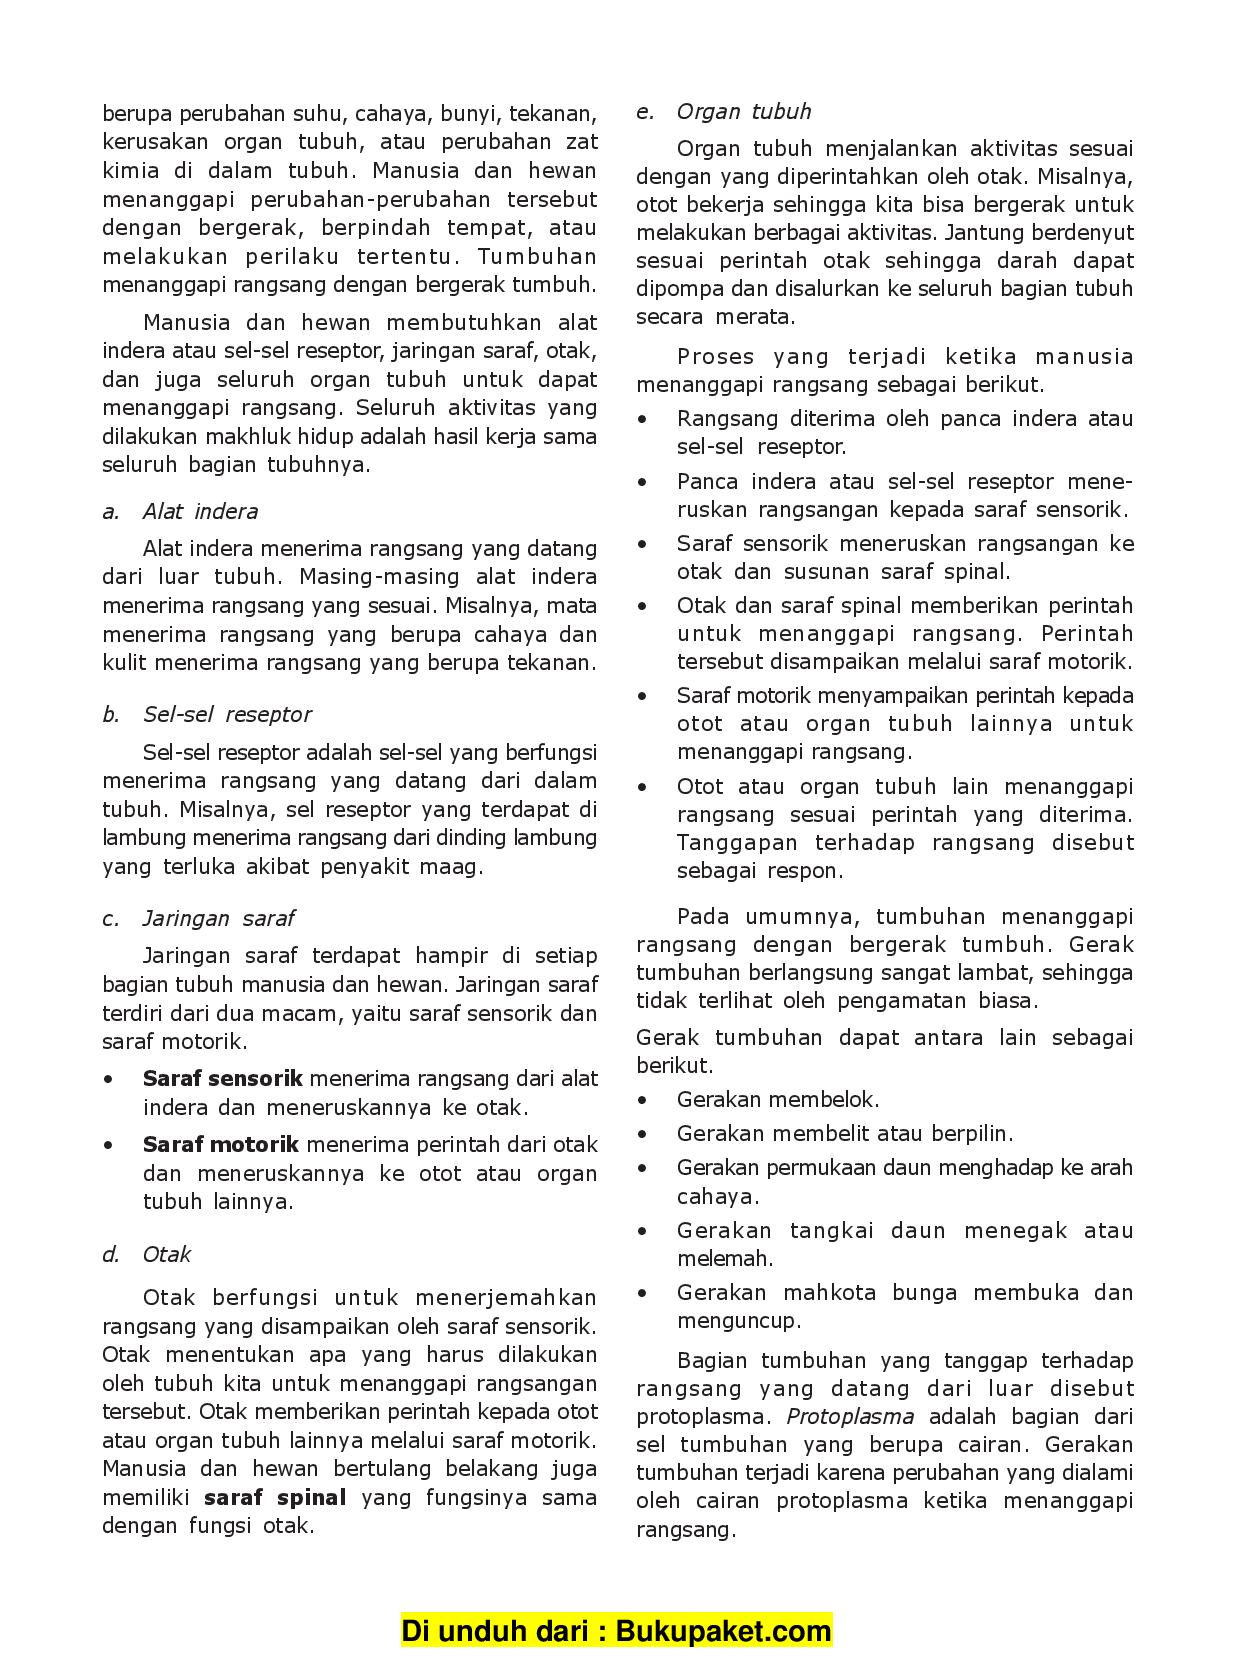 berupa perubahan suhu, cahaya, bunyi, tekanan,
kerusakan organ tubuh, atau perubahan zat
kimia di dalam tubuh. Manusia dan hewan
menanggapi perubahan-perubahan tersebut
dengan bergerak, berpindah tempat, atau
melakukan perilaku tertentu. Tumbuhan
menanggapi rangsang dengan bergerak tumbuh.
Manusia dan hewan membutuhkan alat
indera atau sel-sel reseptor, jaringan saraf, otak,
dan juga seluruh organ tubuh untuk dapat
menanggapi rangsang. Seluruh aktivitas yang
dilakukan makhluk hidup adalah hasil kerja sama
seluruh bagian tubuhnya.
a. Alat indera
Alat indera menerima rangsang yang datang
dari luar tubuh. Masing-masing alat indera
menerima rangsang yang sesuai. Misalnya, mata
menerima rangsang yang berupa cahaya dan
kulit menerima rangsang yang berupa tekanan.
b. Sel-sel reseptor
Sel-sel reseptor adalah sel-sel yang berfungsi
menerima rangsang yang datang dari dalam
tubuh. Misalnya, sel reseptor yang terdapat di
lambung menerima rangsang dari dinding lambung
yang terluka akibat penyakit maag.
c. Jaringan saraf
Jaringan saraf terdapat hampir di setiap
bagian tubuh manusia dan hewan. Jaringan saraf
terdiri dari dua macam, yaitu saraf sensorik dan
saraf motorik.
• Saraf sensorik menerima rangsang dari alat
indera dan meneruskannya ke otak.
• Saraf motorik menerima perintah dari otak
dan meneruskannya ke otot atau organ
tubuh lainnya.
d. Otak
Otak berfungsi untuk menerjemahkan
rangsang yang disampaikan oleh saraf sensorik.
Otak menentukan apa yang harus dilakukan
oleh tubuh kita untuk menanggapi rangsangan
tersebut. Otak memberikan perintah kepada otot
atau organ tubuh lainnya melalui saraf motorik.
Manusia dan hewan bertulang belakang juga
memiliki saraf spinal yang fungsinya sama
dengan fungsi otak.
e. Organ tubuh
Organ tubuh menjalankan aktivitas sesuai
dengan yang diperintahkan oleh otak. Misalnya,
otot bekerja sehingga kita bisa bergerak untuk
melakukan berbagai aktivitas. Jantung berdenyut
sesuai perintah otak sehingga darah dapat
dipompa dan disalurkan ke seluruh bagian tubuh
secara merata.
Proses yang terjadi ketika manusia
menanggapi rangsang sebagai berikut.
• Rangsang diterima oleh panca indera atau
sel-sel reseptor.
• Panca indera atau sel-sel reseptor mene-
ruskan rangsangan kepada saraf sensorik.
• Saraf sensorik meneruskan rangsangan ke
otak dan susunan saraf spinal.
• Otak dan saraf spinal memberikan perintah
untuk menanggapi rangsang. Perintah
tersebut disampaikan melalui saraf motorik.
• Saraf motorik menyampaikan perintah kepada
otot atau organ tubuh lainnya untuk
menanggapi rangsang.
• Otot atau organ tubuh lain menanggapi
rangsang sesuai perintah yang diterima.
Tanggapan terhadap rangsang disebut
sebagai respon.
Pada umumnya, tumbuhan menanggapi
rangsang dengan bergerak tumbuh. Gerak
tumbuhan berlangsung sangat lambat, sehingga
tidak terlihat oleh pengamatan biasa.
Gerak tumbuhan dapat antara lain sebagai
berikut.
• Gerakan membelok.
• Gerakan membelit atau berpilin.
• Gerakan permukaan daun menghadap ke arah
cahaya.
• Gerakan tangkai daun menegak atau
melemah.
• Gerakan mahkota bunga membuka dan
menguncup.
Bagian tumbuhan yang tanggap terhadap
rangsang yang datang dari luar disebut
protoplasma. Protoplasma adalah bagian dari
sel tumbuhan yang berupa cairan. Gerakan
tumbuhan terjadi karena perubahan yang dialami
oleh cairan protoplasma ketika menanggapi
rangsang.
Di unduh dari : Bukupaket.com